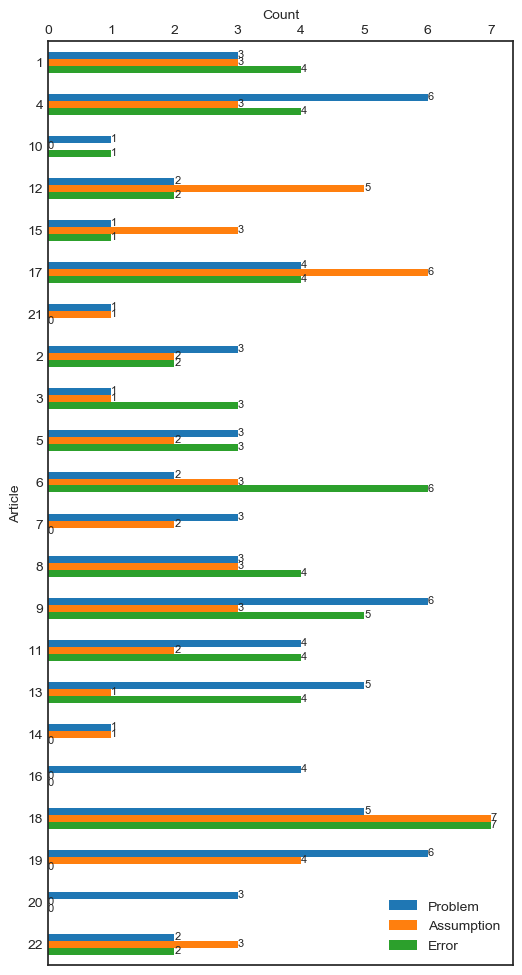 Count
0 1 2 3 4 5 6 7
Article
1 3 3 4
4 6 3 4
10 1 0 1
12 2 5 2
15 1 3 1
17 4 6 4
21 1 1 0
2 3 2 2
3 1 1 3
5 3 2 3
6 2 3 6
7 3 2 0
8 3 3 4
9 6 3 5
11 4 2 4
13 5 1 4
14 1 1 0
16 4 0 0
18 5 7 7
19 6 4 0
20 3 0 0
22 2 3 2
Problem
Assumption
Error